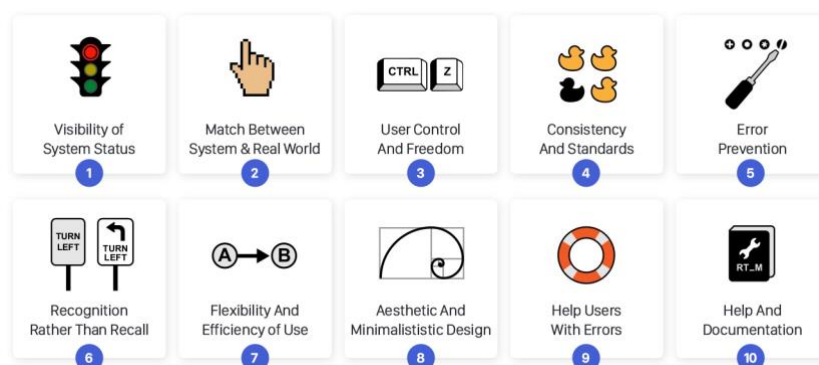 CTRL Z
Visibility of
System Status
1
Match Between
System & Real World
2
User Control
And Freedom
3
Consistency
And Standards
4
Error
Prevention
5
TURN
LEFT
TURN
LEFT
Recognition
Rather Than Recall
6
A B
Flexibility And
Efficiency of Use
7
Aesthetic And
Minimalististic Design
8
Help Users
With Errors
9
RT_M
Help And
Documentation
10